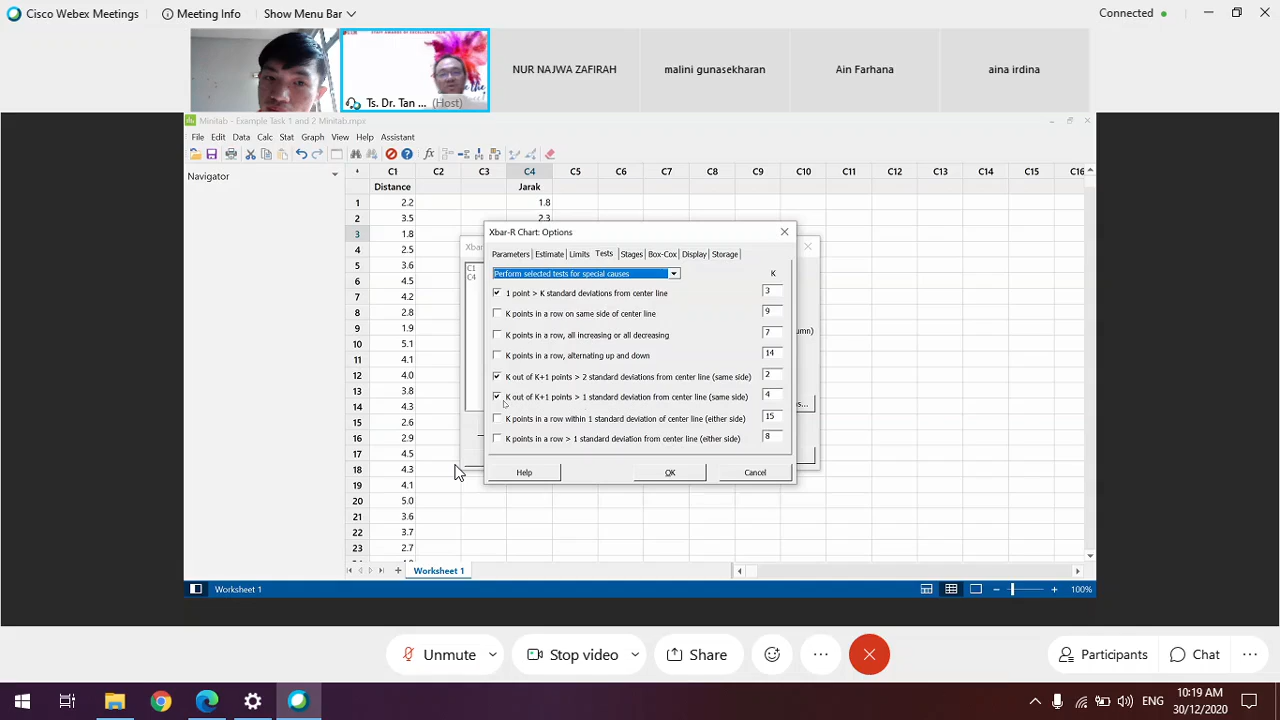 Cisco Webex Meetings
Meeting Info
Show Menu Bar
Connected
Ts. Dr. Tan ... (Host)
NUR NAJWA ZAFIRAH
malini gunasekharan
Ain Farhana
aina irdina
Minitab - Example Task 1 and 2 Minitab.mpx
File Edit Data Calc Stat Graph View Help Assistant
Navigator
C1 C2 C3 C4 C5 C6 C7 C8 C9 C10 C11 C12 C13 C14 C15 C16
Distance Jarak
1 2.2 1.8
2 3.5 2.3
3 1.8
4 2.5
5 3.6
6 4.5
7 4.2
8 2.8
9 1.9
10 5.1
11 4.1
12 4.0
13 3.8
14 4.3
15 2.6
16 2.9
17 4.5
18 4.3
19 4.1
20 5.0
21 3.6
22 3.7
23 2.7
Xbar
C1
C4
umn)
s...
Xbar-R Chart: Options
Parameters Estimate Limits Tests Stages Box-Cox Display Storage
Perform selected tests for special causes K
1 point > K standard deviations from center line 3
K points in a row on same side of center line 9
K points in a row, all increasing or all decreasing 7
K points in a row, alternating up and down 14
K out of K+1 points > 2 standard deviations from center line (same side) 2
K out of K+1 points > 1 standard deviation from center line (same side) 4
K points in a row within 1 standard deviation of center line (either side) 15
K points in a row > 1 standard deviation from center line (either side) 8
Help OK Cancel
Worksheet 1
Worksheet 1
100%
Unmute
Stop video
Share
Participants
Chat
ENG
10:19 AM
30/12/2020